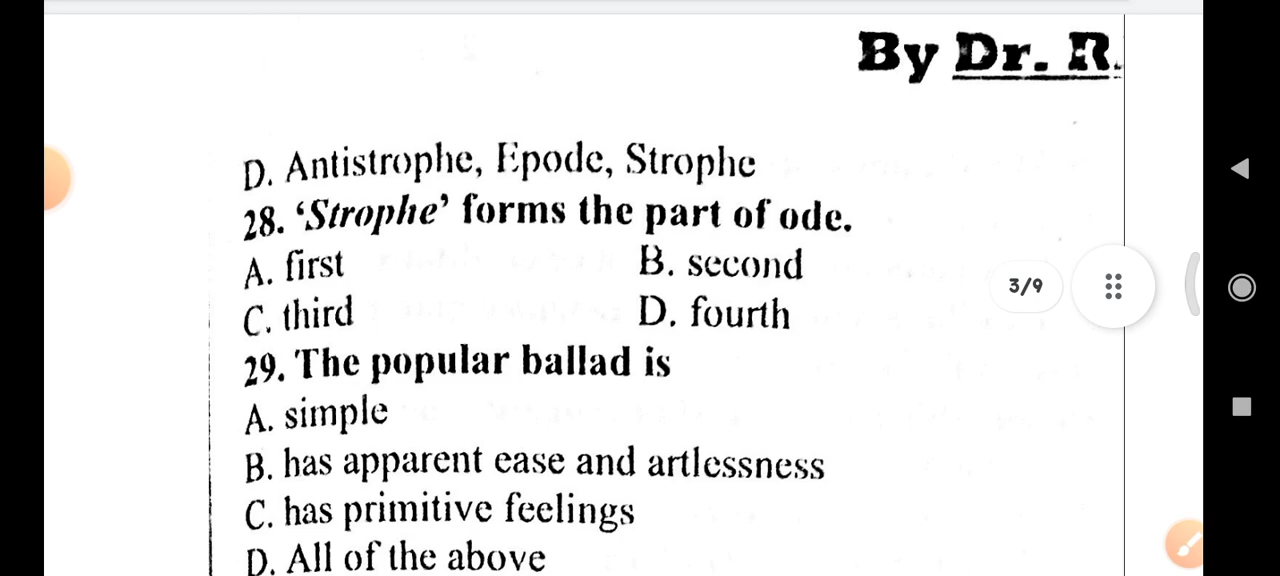 By Dr. R.
D. Antistrophe, Epode, Strophe
28. ‘Strophe’ forms the part of ode.
A. first B. second
C. third D. fourth
3/9
29. The popular ballad is
A. simple
B. has apparent ease and artlessness
C. has primitive feelings
D. All of the above